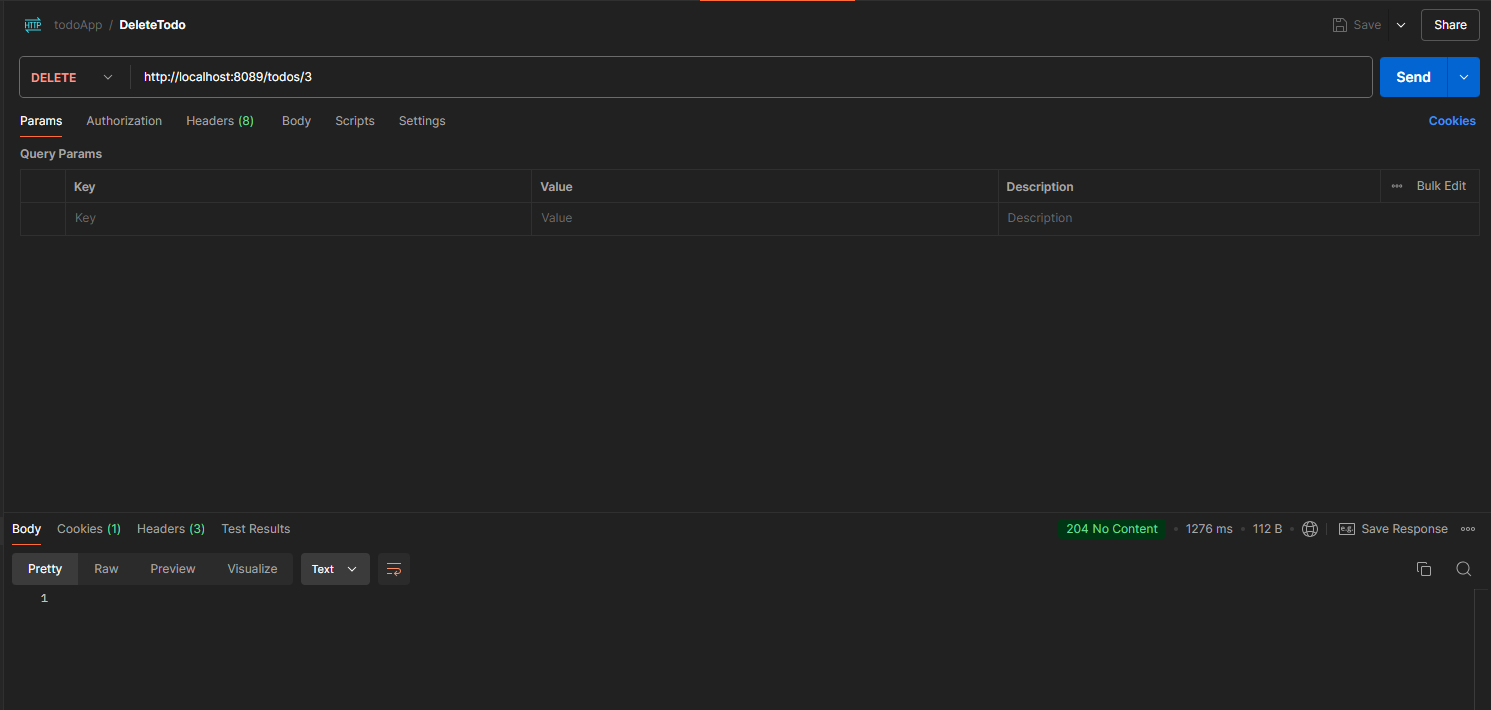 HTTP todoApp / DeleteTodo Save Share
DELETE http://localhost:8089/todos/3 Send
Params Authorization Headers (8) Body Scripts Settings Cookies
Query Params
Key Value Description ••• Bulk Edit
Key Value Description
Body Cookies (1) Headers (3) Test Results 204 No Content • 1276 ms • 112 B • e.g. Save Response •••
Pretty Raw Preview Visualize Text
1